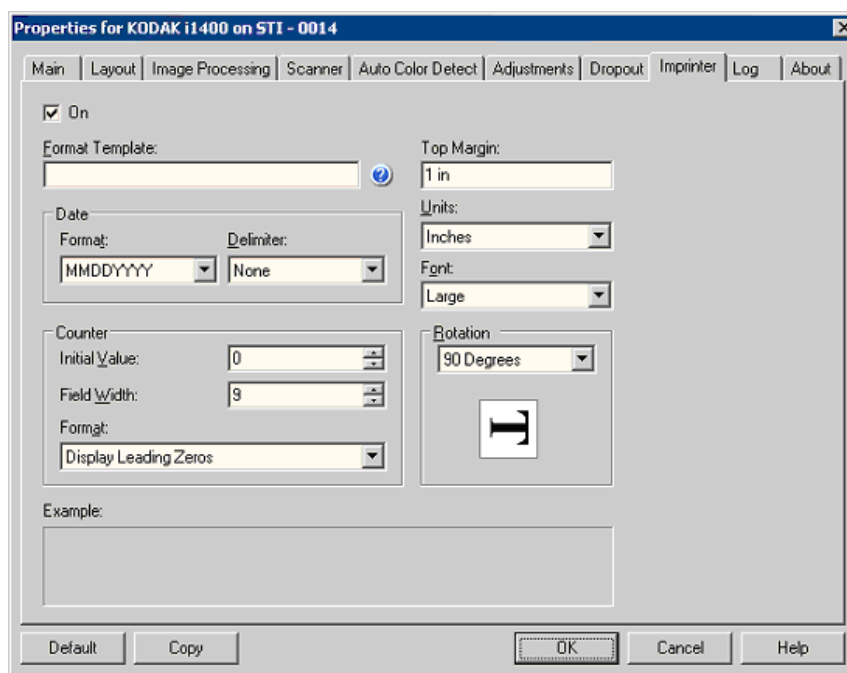 Properties for KODAK i1400 on STI - 0014
Main Layout Image Processing Scanner Auto Color Detect Adjustments Dropout Imprinter Log About
On
Format Template:
Top Margin:
1 in
Date
Format:
Delimiter:
MMDDYYYY
None
Units:
Inches
Font:
Large
Counter
Initial Value:
0
Field Width:
9
Format:
Display Leading Zeros
Rotation
90 Degrees
T
Example:
Default Copy OK Cancel Help